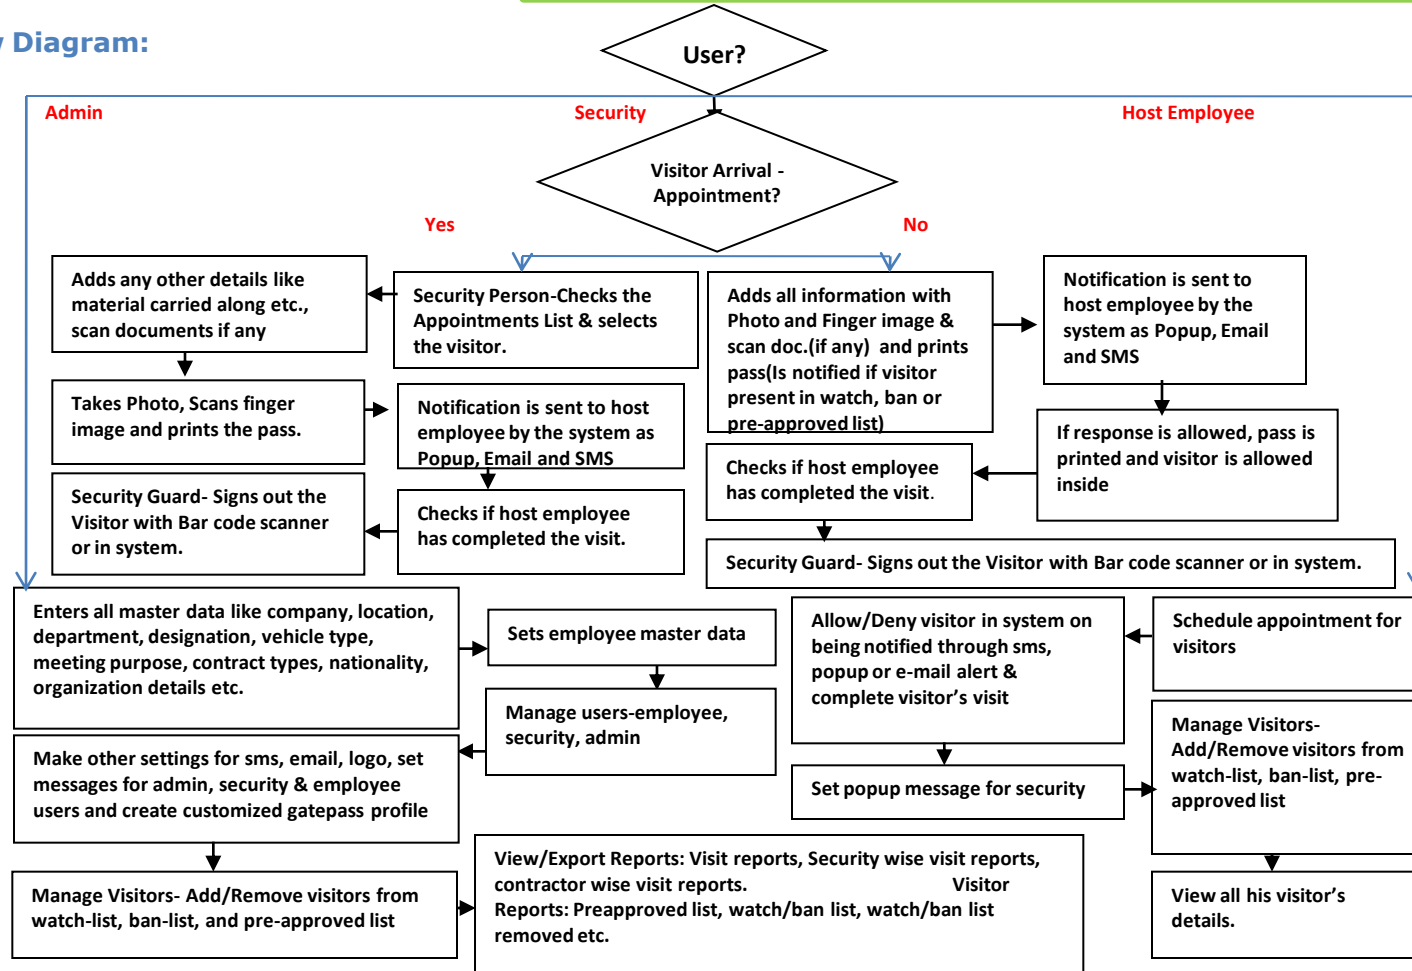 Diagram:
User?
Admin
Security
Host Employee
Visitor Arrival -
Appointment?
Yes
No
Adds any other details like
material carried along etc.,
scan documents if any
Security Person-Checks the
Appointments List & selects
the visitor.
Adds all information with
Photo and Finger image &
scan doc.(if any) and prints
pass(Is notified if visitor
present in watch, ban or
pre-approved list)
Notification is sent to
host employee by the
system as Popup, Email
and SMS
Takes Photo, Scans finger
image and prints the pass.
Notification is sent to host
employee by the system as
Popup, Email and SMS
If response is allowed, pass is
printed and visitor is allowed
inside
Checks if host employee
has completed the visit.
Security Guard- Signs out the
Visitor with Bar code scanner
or in system.
Checks if host employee
has completed the visit.
Security Guard- Signs out the Visitor with Bar code scanner or in system.
Enters all master data like company, location,
department, designation, vehicle type,
meeting purpose, contract types, nationality,
organization details etc.
Sets employee master data
Allow/Deny visitor in system on
being notified through sms,
popup or e-mail alert &
complete visitor’s visit
Schedule appointment for
visitors
Manage users-employee,
security, admin
Manage Visitors-
Add/Remove visitors from
watch-list, ban-list, pre-
approved list
Make other settings for sms, email, logo, set
messages for admin, security & employee
users and create customized gatepass profile
Set popup message for security
Manage Visitors- Add/Remove visitors from
watch-list, ban-list, and pre-approved list
View/Export Reports: Visit reports, Security wise visit reports,
contractor wise visit reports. Visitor
Reports: Preapproved list, watch/ban list, watch/ban list
removed etc.
View all his visitor’s
details.